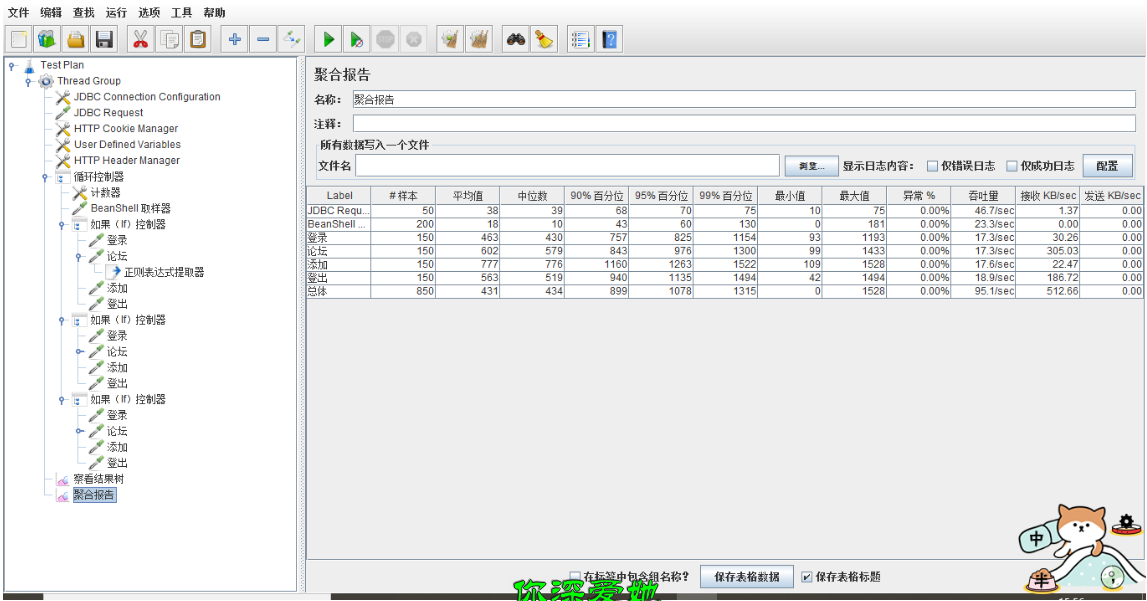 文件 编辑 查找 运行 选项 工具 帮助
Test Plan
Thread Group
JDBC Connection Configuration
JDBC Request
HTTP Cookie Manager
User Defined Variables
HTTP Header Manager
循环控制器
计数器
BeanShell 取样器
如果（If）控制器
登录
论坛
正则表达式提取器
添加
登出
如果（If）控制器
登录
论坛
添加
登出
如果（If）控制器
登录
论坛
添加
登出
察看结果树
聚合报告
聚合报告
名称： 聚合报告
注释：
所有数据写入一个文件
文件名 浏览... 显示日志内容： 仅错误日志 仅成功日志 配置
Label # 样本 平均值 中位数 90% 百分位 95% 百分位 99% 百分位 最小值 最大值 异常 % 吞吐量 接收 KB/sec 发送 KB/sec
JDBC Requ... 50 38 39 68 70 75 10 75 0.00% 46.7/sec 1.37 0.00
BeanShell ... 200 18 10 43 60 130 0 181 0.00% 23.3/sec 0.00 0.00
登录 150 463 430 757 825 1154 93 1193 0.00% 17.3/sec 30.26 0.00
论坛 150 602 579 843 976 1300 99 1433 0.00% 17.3/sec 305.03 0.00
添加 150 777 776 1160 1263 1522 109 1528 0.00% 17.6/sec 22.47 0.00
登出 150 563 519 940 1135 1494 42 1494 0.00% 18.9/sec 186.72 0.00
总体 850 431 434 899 1078 1315 0 1528 0.00% 95.1/sec 512.66 0.00
在标签中包含组名称？ 保存表格数据 保存表格标题
你深爱她
中
半